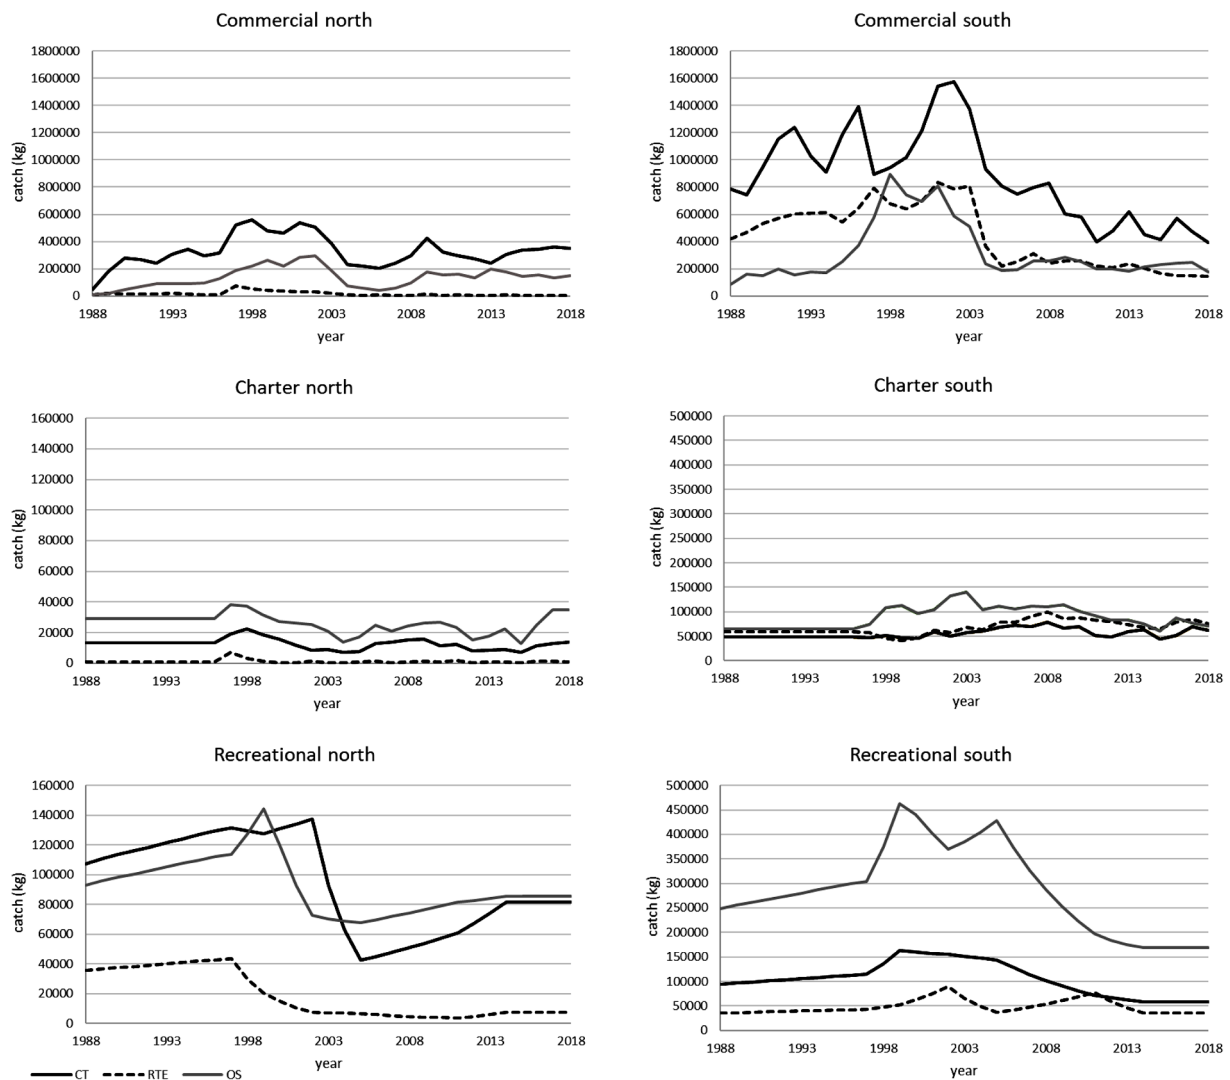 Commercial north
1800000
1600000
1400000
1200000
1000000
800000
600000
400000
200000
0
catch (kg)
1988 1993 1998 2003 2008 2013 2018
year
Commercial south
1800000
1600000
1400000
1200000
1000000
800000
600000
400000
200000
0
catch (kg)
1988 1993 1998 2003 2008 2013 2018
year
Charter north
160000
140000
120000
100000
80000
60000
40000
20000
0
catch (kg)
1988 1993 1998 2003 2008 2013 2018
year
Charter south
500000
450000
400000
350000
300000
250000
200000
150000
100000
50000
0
catch (kg)
1988 1993 1998 2003 2008 2013 2018
year
Recreational north
160000
140000
120000
100000
80000
60000
40000
20000
0
catch (kg)
1988 1993 1998 2003 2008 2013 2018
year
Recreational south
500000
450000
400000
350000
300000
250000
200000
150000
100000
50000
0
catch (kg)
1988 1993 1998 2003 2008 2013 2018
year
CT RTE OS